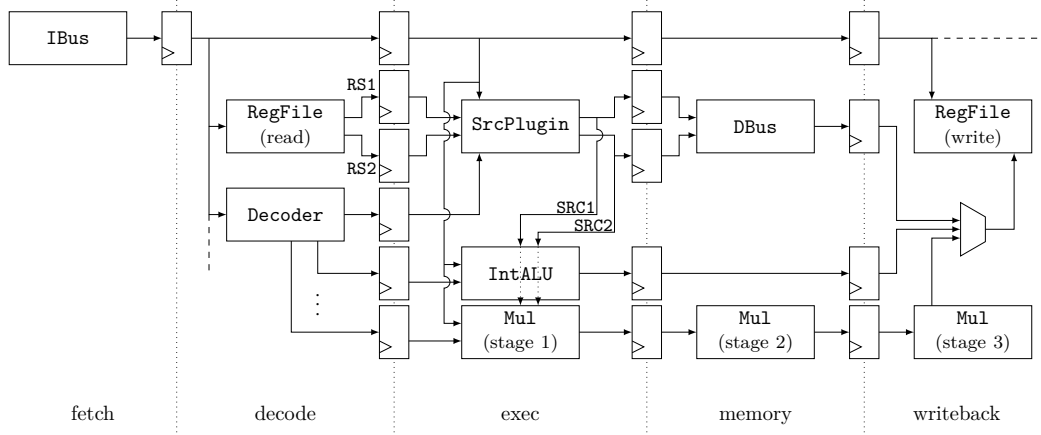 IBus
RS1
RegFile
(read)
RS2
SrcPlugin
DBus
RegFile
(write)
Decoder
SRC1
SRC2
IntALU
Mul
(stage 1)
Mul
(stage 2)
Mul
(stage 3)
fetch
decode
exec
memory
writeback